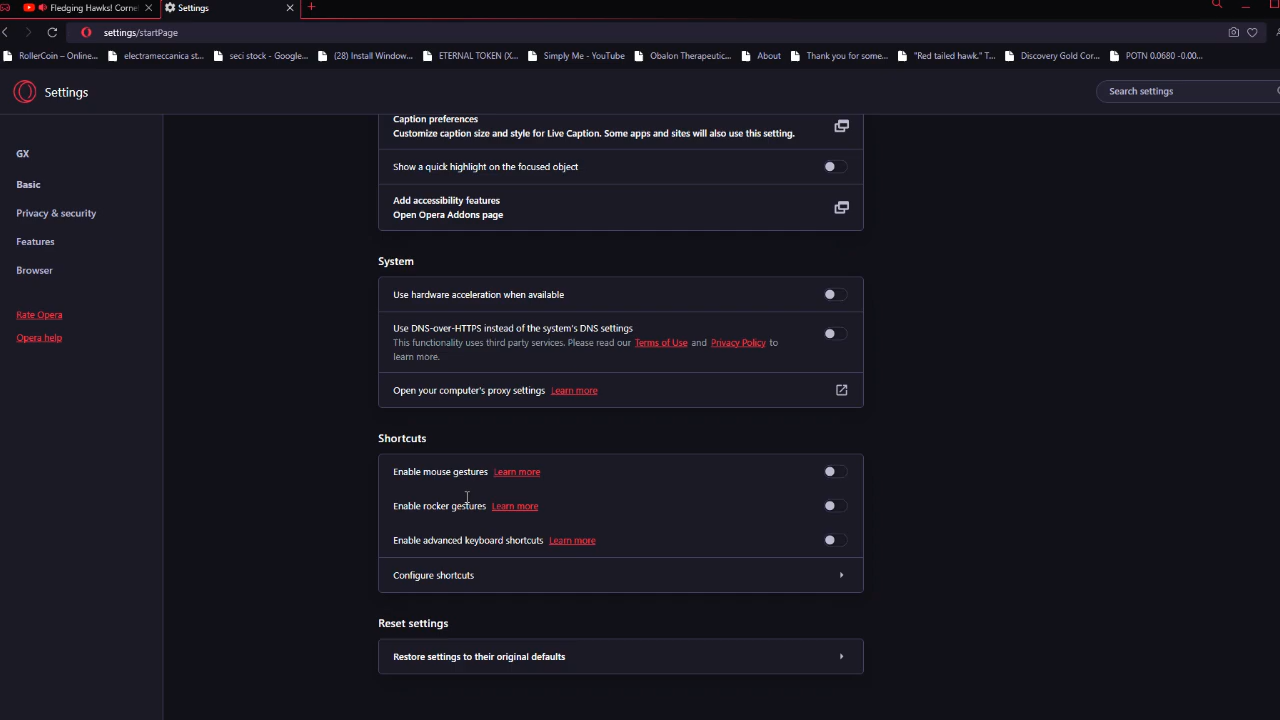 Fledging Hawks! Corne
Settings
settings/startPage
RollerCoin – Online...
electrameccanica st...
seci stock - Google...
(28) Install Window...
ETERNAL TOKEN (X...
Simply Me - YouTube
Obalon Therapeutic...
About
Thank you for some...
"Red tailed hawk." T...
Discovery Gold Cor...
POTN 0.0680 -0.00...
Settings
Search settings
GX
Basic
Privacy & security
Features
Browser
Rate Opera
Opera help
Caption preferences
Customize caption size and style for Live Caption. Some apps and sites will also use this setting.
Show a quick highlight on the focused object
Add accessibility features
Open Opera Addons page
System
Use hardware acceleration when available
Use DNS-over-HTTPS instead of the system's DNS settings
This functionality uses third party services. Please read our Terms of Use and Privacy Policy to
learn more.
Open your computer's proxy settings Learn more
Shortcuts
Enable mouse gestures Learn more
Enable rocker gestures Learn more
Enable advanced keyboard shortcuts Learn more
Configure shortcuts
Reset settings
Restore settings to their original defaults